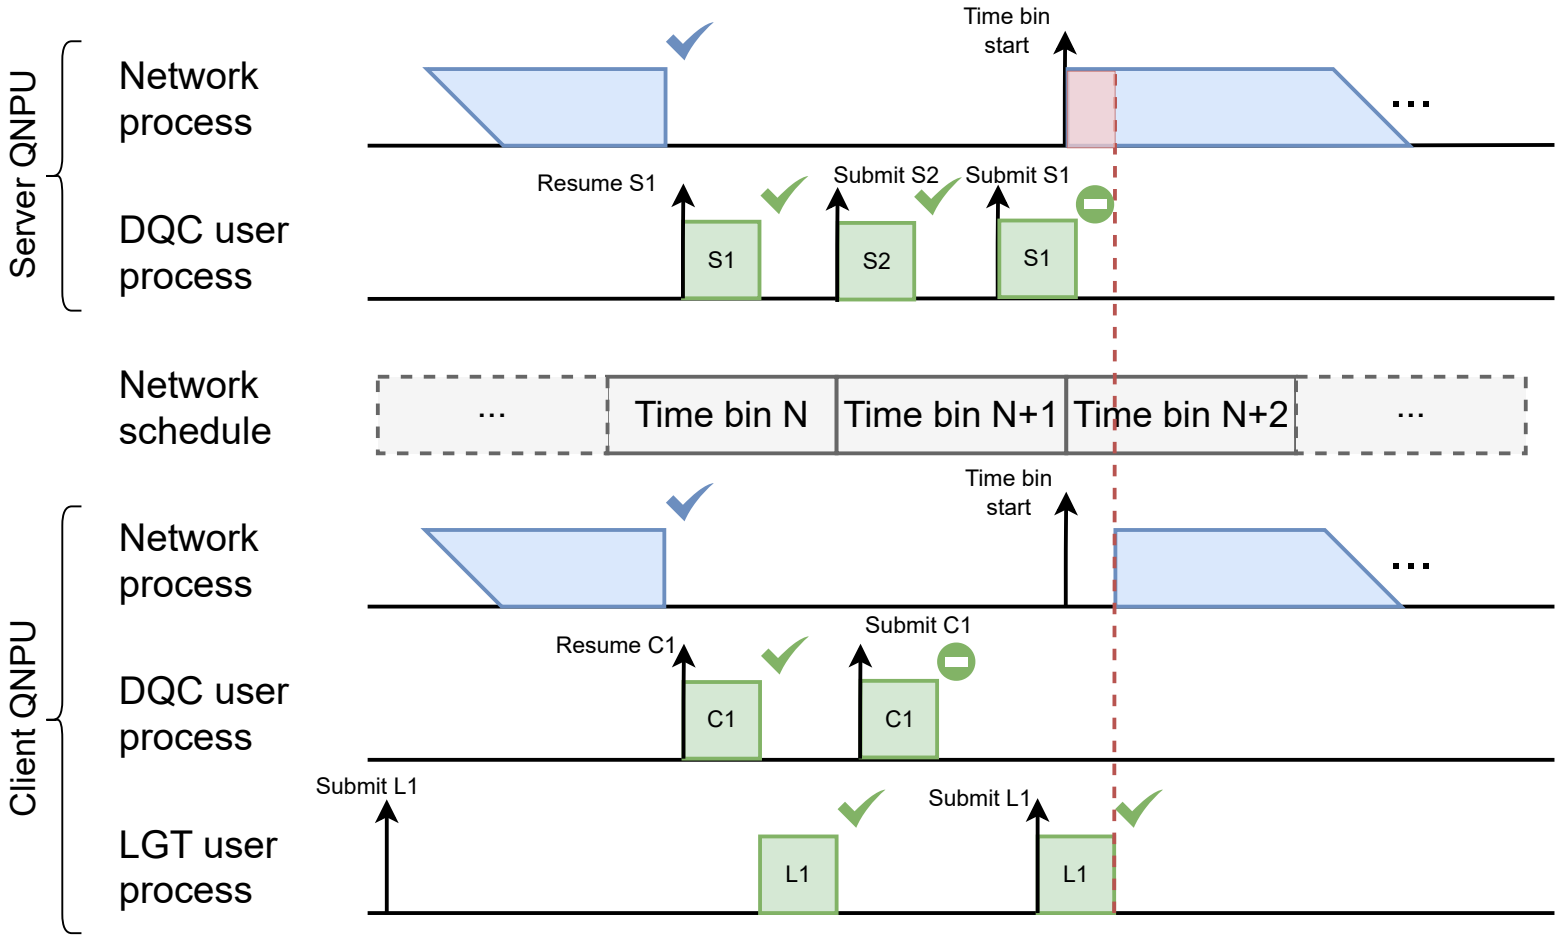 Server QNPU
Time bin
start
Network
process
...
Resume S1
Submit S2
Submit S1
DQC user
process
S1
S2
S1
Network
schedule
...
Time bin N
Time bin N+1
Time bin N+2
...
Client QNPU
Time bin
start
Network
process
...
Resume C1
Submit C1
DQC user
process
C1
C1
Submit L1
Submit L1
LGT user
process
L1
L1